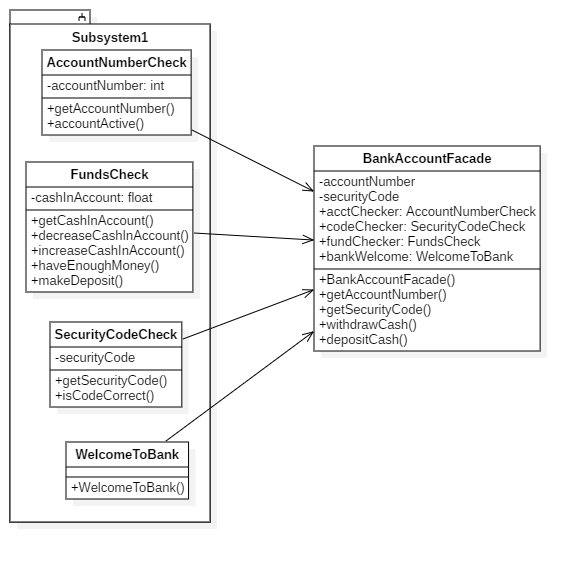 Subsystem1
AccountNumberCheck
-accountNumber: int
+getAccountNumber()
+accountActive()
FundsCheck
-cashInAccount: float
+getCashInAccount()
+decreaseCashInAccount()
+increaseCashInAccount()
+haveEnoughMoney()
+makeDeposit()
SecurityCodeCheck
-securityCode
+getSecurityCode()
+isCodeCorrect()
WelcomeToBank
+WelcomeToBank()
BankAccountFacade
-accountNumber
-securityCode
+acctChecker: AccountNumberCheck
+codeChecker: SecurityCodeCheck
+fundChecker: FundsCheck
+bankWelcome: WelcomeToBank
+BankAccountFacade()
+getAccountNumber()
+getSecurityCode()
+withdrawCash()
+depositCash()